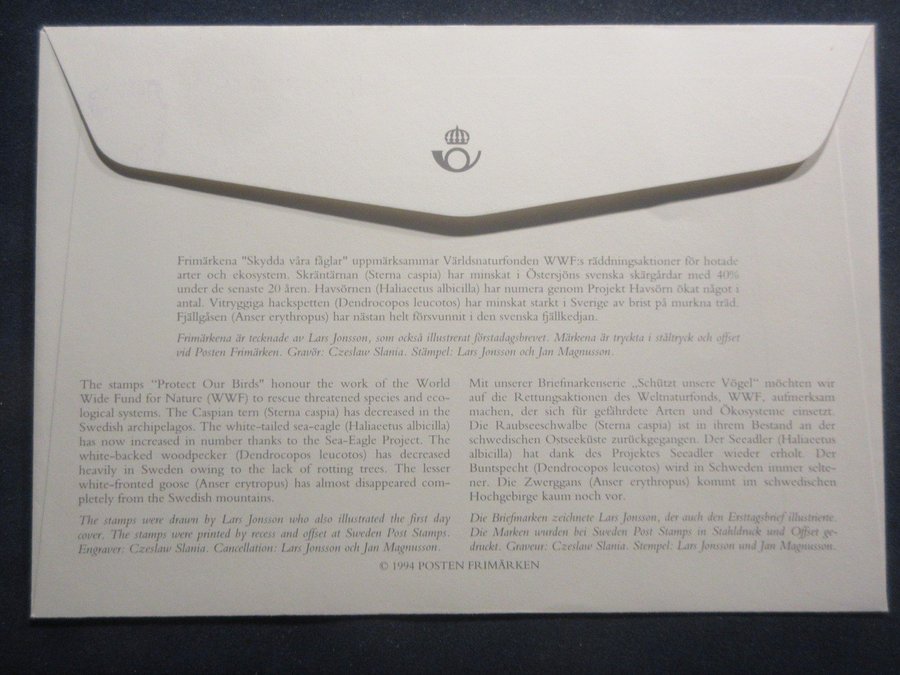 Frimärkena "Skydda våra fåglar" uppmärksammar Världsnaturfonden WWF:s räddningsaktioner för hotade
arter och ekosystem. Skräntärnan (Sterna caspia) har minskat i Östersjöns svenska skärgårdar med 40%
under de senaste 20 åren. Havsörnen (Haliaeetus albicilla) har numera genom Projekt Havsörn ökat något i
antal. Vitryggiga hackspetten (Dendrocopos leucotos) har minskat starkt i Sverige av brist på murkna träd.
Fjällgåsen (Anser erythropus) har nästan helt försvunnit i den svenska fjällkedjan.
Frimärkena är tecknade av Lars Jonsson, som också illustrerat förstadagsbrevet. Märkena är tryckta i ståltryck och offset
vid Posten Frimärken. Gravör: Czeslaw Slania. Stämpel: Lars Jonsson och Jan Magnusson.
The stamps "Protect Our Birds" honour the work of the World
Wide Fund for Nature (WWF) to rescue threatened species and eco-
logical systems. The Caspian tern (Sterna caspia) has decreased in the
Swedish archipelagos. The white-tailed sea-eagle (Haliaeetus albicilla)
has now increased in number thanks to the Sea-Eagle Project. The
white-backed woodpecker (Dendrocopos leucotos) has decreased
heavily in Sweden owing to the lack of rotting trees. The lesser
white-fronted goose (Anser erytropus) has almost disappeared com-
pletely from the Swedish mountains.
The stamps were drawn by Lars Jonsson who also illustrated the first day
cover. The stamps were printed by recess and offset at Sweden Post Stamps.
Engraver: Czeslaw Slania. Cancellation: Lars Jonsson och Jan Magnusson.
Mit unserer Briefmarkenserie „Schützt unsere Vögel" möchten wir
auf die Rettungsaktionen des Weltnaturfonds, WWF, aufmerksam
machen, der sich für gefährdete Arten und Ökosysteme einsetzt.
Die Raubseeschwalbe (Sterna caspia) ist in ihrem Bestand an der
schwedischen Ostseeküste zurückgegangen. Der Seeadler (Haliaeetus
albicilla) hat dank des Projektes Seeadler wieder erholt. Der
Buntspecht (Dendrocopos leucotos) wird in Schweden immer selte-
ner. Die Zwerggans (Anser erythropus) kommt im schwedischen
Hochgebirge kaum noch vor.
Die Briefmarken zeichnete Lars Jonsson, der auch den Ersttagsbrief illustrierte.
Die Marken wurden bei Sweden Post Stamps in Stahldruck und Offset ge-
druckt. Graveur: Czeslaw Slania. Stempel: Lars Jonsson und Jan Magnusson.
© 1994 POSTEN FRIMÄRKEN